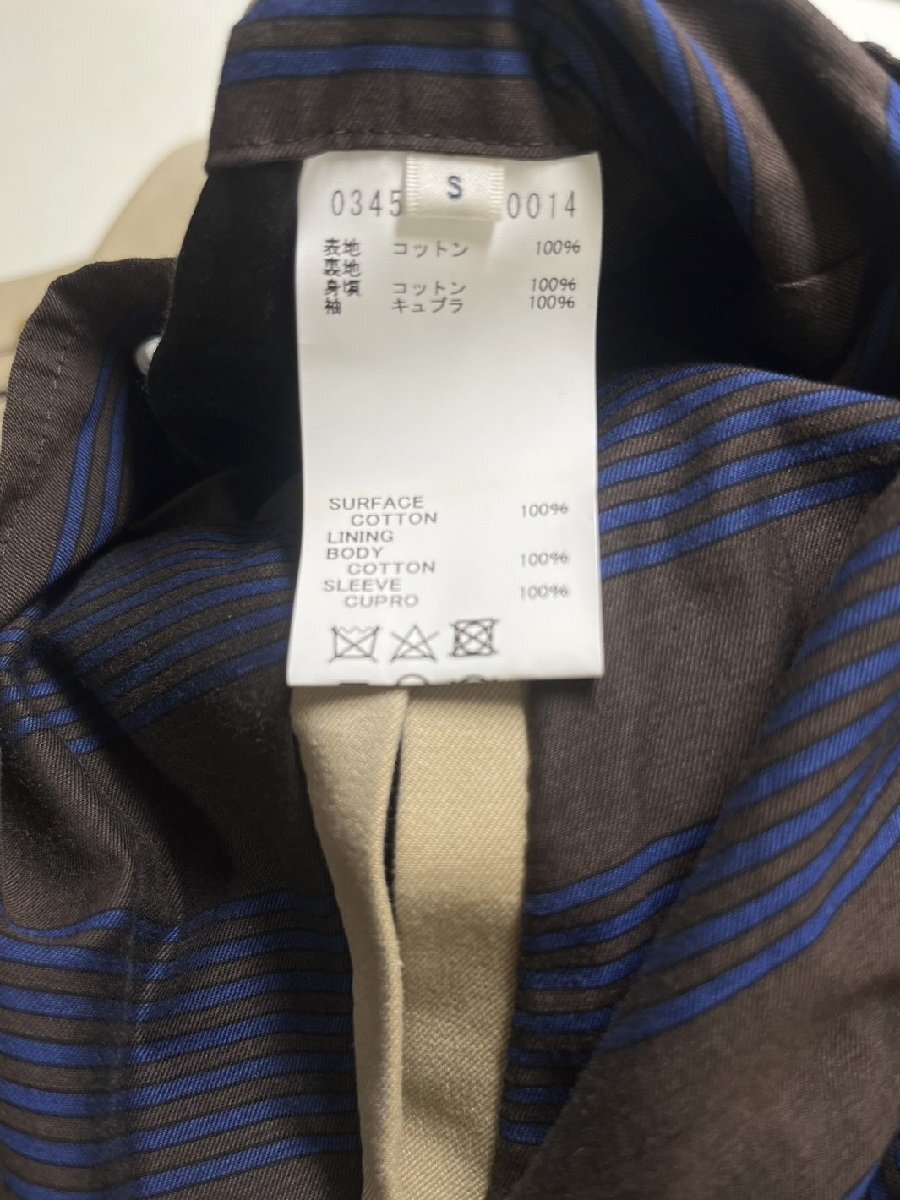 S
0345 0014
表地 コットン 100%
裏地
身頃 コットン 100%
袖 キュプラ 100%
SURFACE
COTTON 100%
LINING
BODY
COTTON 100%
SLEEVE
CUPRO 100%